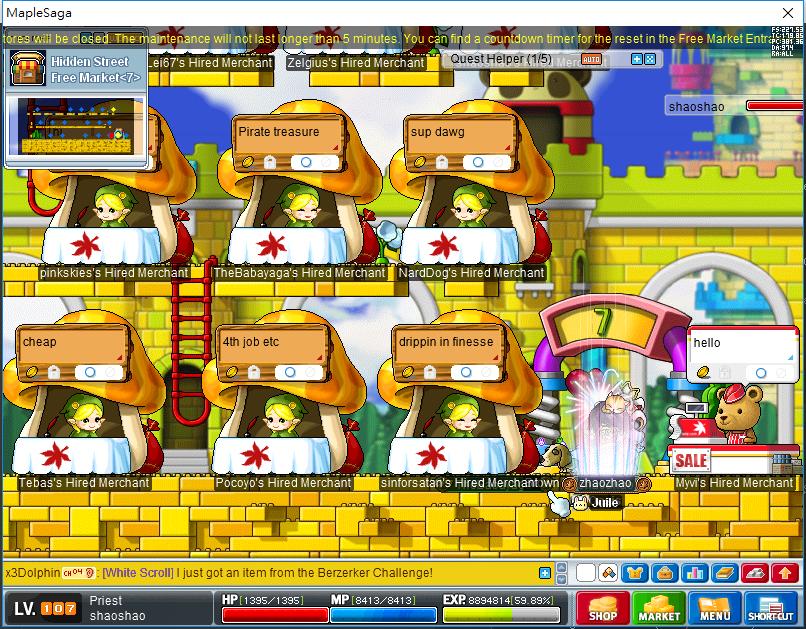 MapleSaga
tores will be closed. The maintenance will not last longer than 5 minutes. You can find a countdown timer for the reset in the Free Market Entra
Hidden Street
Free Market<7>
Lei67's Hired Merchant
Zelgius's Hired Merchant
Quest Helper (1/5)
AUTO
shaoshao
Pirate treasure
sup dawg
pinkskies's Hired Merchant
TheBabayaga's Hired Merchant
NardDog's Hired Merchant
7
cheap
4th job etc
drippin in finesse
hello
SALE
Tebas's Hired Merchant
Pocoyo's Hired Merchant
sinforsatan's Hired Merchant
zhaozhao
Myvi's Hired Merchant
Juile
x3Dolphin CH04 : [White Scroll] I just got an item from the Berzerker Challenge!
LV. 107
Priest
shaoshao
HP[1395/1395]
MP[8413/8413]
EXP. 8894814[59.89%]
SHOP
MARKET
MENU
SHORTCUT